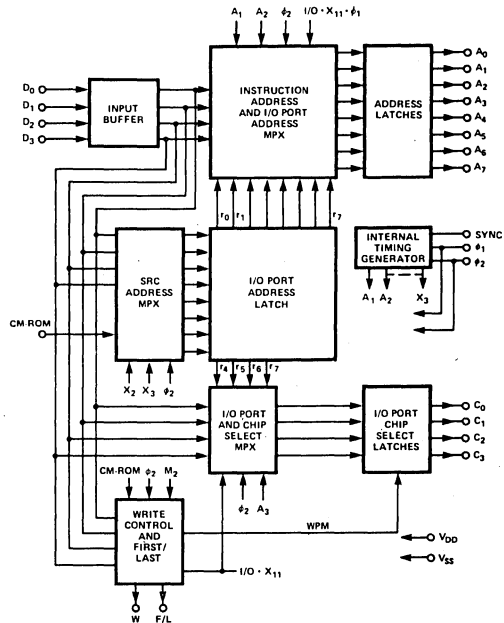 A₁ A₂ ϕ₂ I/O · X₁₁ · ϕ₁
D₀
D₁
D₂
D₃
INPUT
BUFFER
INSTRUCTION
ADDRESS
AND I/O PORT
ADDRESS
MPX
ADDRESS
LATCHES
A₀
A₁
A₂
A₃
A₄
A₅
A₆
A₇
r₀ r₁ r₇
SRC
ADDRESS
MPX
I/O PORT
ADDRESS
LATCH
INTERNAL
TIMING
GENERATOR
SYNC
ϕ₁
ϕ₂
A₁ A₂ X₃
CM-ROM
X₂ X₃ ϕ₂
r₄ r₅ r₆ r₇
I/O PORT
AND CHIP
SELECT
MPX
I/O PORT
CHIP
SELECT
LATCHES
C₀
C₁
C₂
C₃
ϕ₂ A₃
CM-ROM ϕ₂ M₂
WRITE
CONTROL
AND
FIRST/
LAST
WPM
I/O · X₁₁
V_DD
V_SS
W F/L